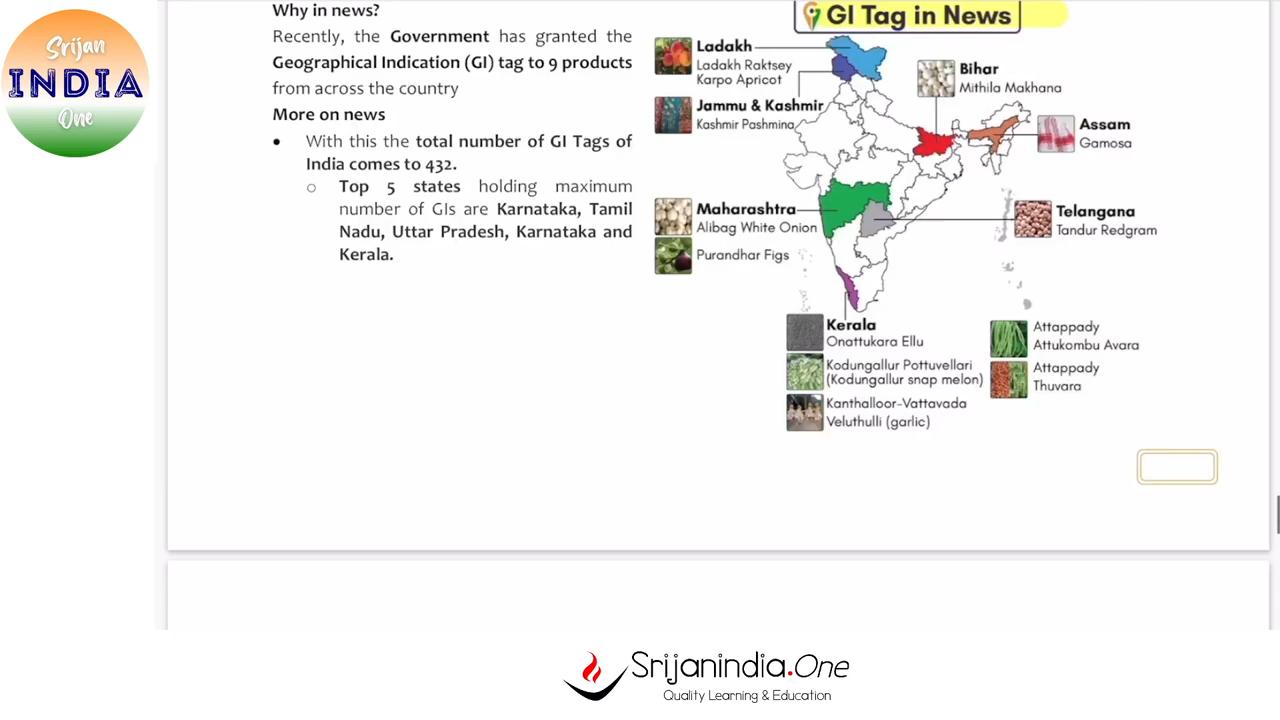 Srijan
INDIA
One
Why in news?
Recently, the Government has granted the
Geographical Indication (GI) tag to 9 products
from across the country
More on news
• With this the total number of GI Tags of
India comes to 432.
o Top 5 states holding maximum
number of GIs are Karnataka, Tamil
Nadu, Uttar Pradesh, Karnataka and
Kerala.
GI Tag in News
Ladakh
Ladakh Raktsey
Karpo Apricot
Jammu & Kashmir
Kashmir Pashmina
Bihar
Mithila Makhana
Assam
Gamosa
Maharashtra
Alibag White Onion
Purandhar Figs
Telangana
Tandur Redgram
Kerala
Onattukara Ellu
Kodungallur Pottuvellari
(Kodungallur snap melon)
Kanthalloor-Vattavada
Veluthulli (garlic)
Attappady
Attukombu Avara
Attappady
Thuvara
Srijanindia.One
Quality Learning & Education